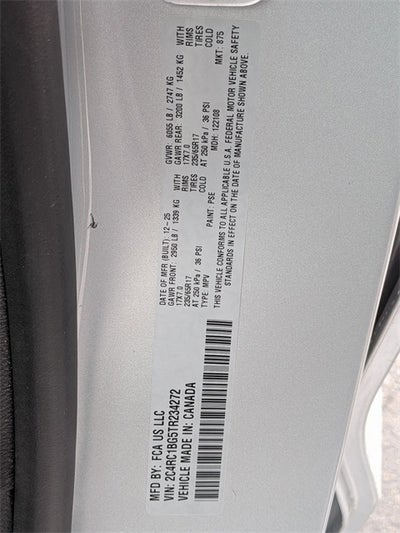 MFD BY: FCA US LLC
VIN: 2C4RC1BG5TR234272
VEHICLE MADE IN: CANADA
DATE OF MFR (BUILT): 12-25 GVWR: 6055 LB / 2747 KG
GAWR FRONT: 2950 LB / 1339 KG WITH GAWR REAR: 3200 LB / 1452 KG WITH
17X7.0 RIMS 17X7.0 RIMS
235/65R17 TIRES 235/65R17 TIRES
AT 250 kPa / 36 PSI COLD AT 250 kPa / 36 PSI COLD
TYPE: MPV PAINT: PSE MDH: 122108 MKT: 875
THIS VEHICLE CONFORMS TO ALL APPLICABLE U.S.A. FEDERAL MOTOR VEHICLE SAFETY
STANDARDS IN EFFECT ON THE DATE OF MANUFACTURE SHOWN ABOVE.